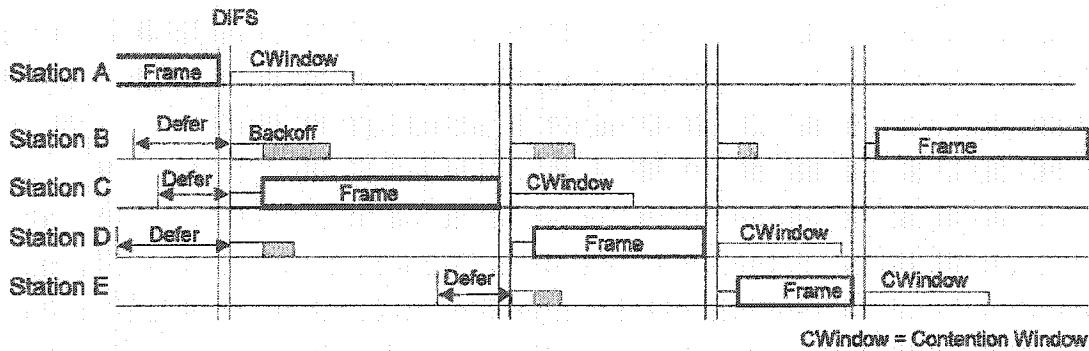 DIFS
Station A Frame CWindow
Station B Defer Backoff Frame
Station C Defer Frame CWindow
Station D Defer Frame CWindow
Station E Defer Frame CWindow
CWindow = Contention Window